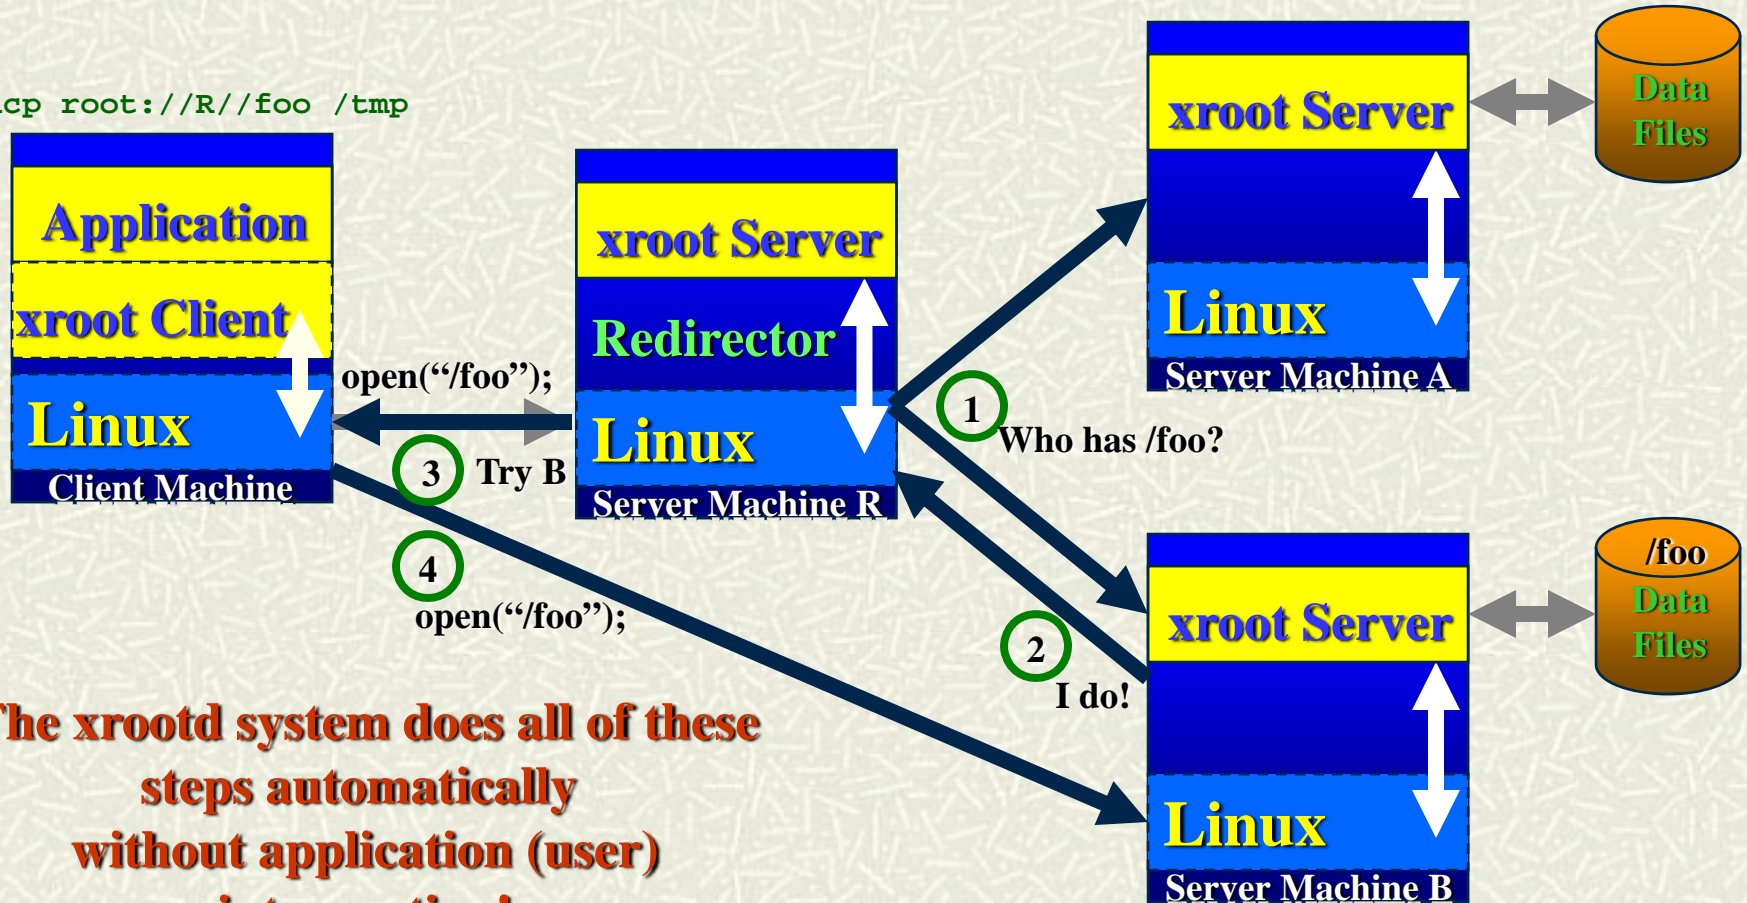 root://R//foo /tmp
Application
xroot Client
Linux
Client Machine
open(“/foo”);
3
Try B
4
open(“/foo”);
xroot Server
Redirector
Linux
Server Machine R
1
Who has /foo?
2
I do!
xroot Server
Linux
Server Machine A
Data
Files
xroot Server
Linux
Server Machine B
/foo
Data
Files
The xrootd system does all of these
steps automatically
without application (user)